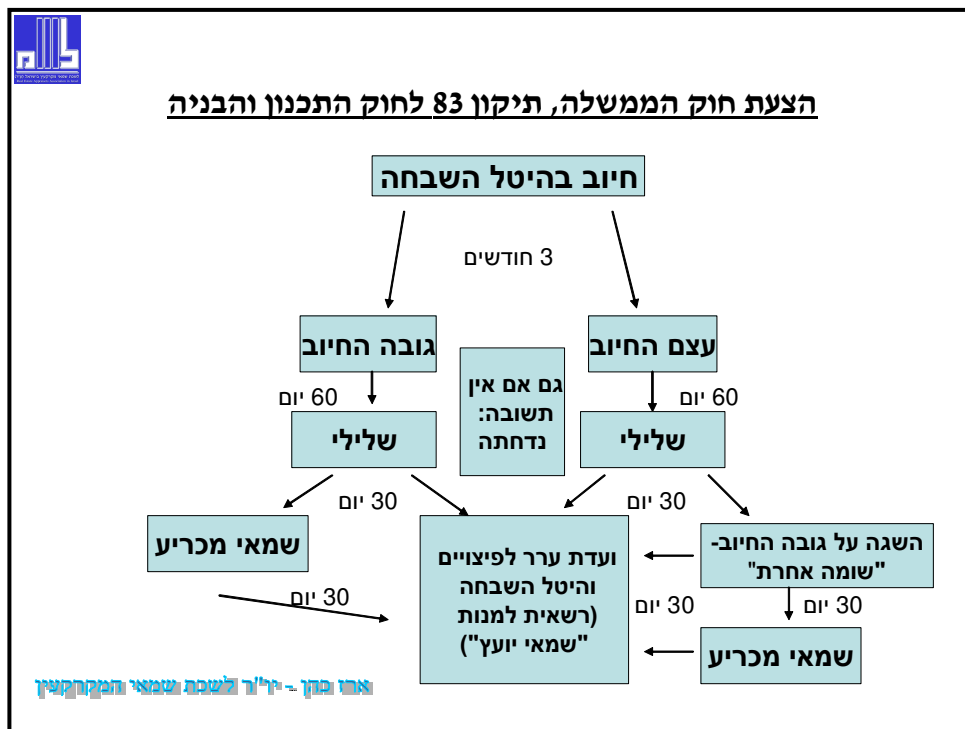 הצעת חוק הממשלה, תיקון 83 לחוק התכנון והבניה
חיוב בהיטל השבחה
3 חודשים
עצם החיוב
גובה החיוב
גם אם אין
תשובה:
נדחתה
60 יום
60 יום
שלילי
שלילי
30 יום
30 יום
השגה על גובה החיוב-
"שומה אחרת"
ועדת ערר לפיצויים
והיטל השבחה
(רשאית למנות
"שמאי יועץ")
שמאי מכריע
30 יום
30 יום
30 יום
שמאי מכריע
ארז כהן - יו"ר לשכת שמאי המקרקעין